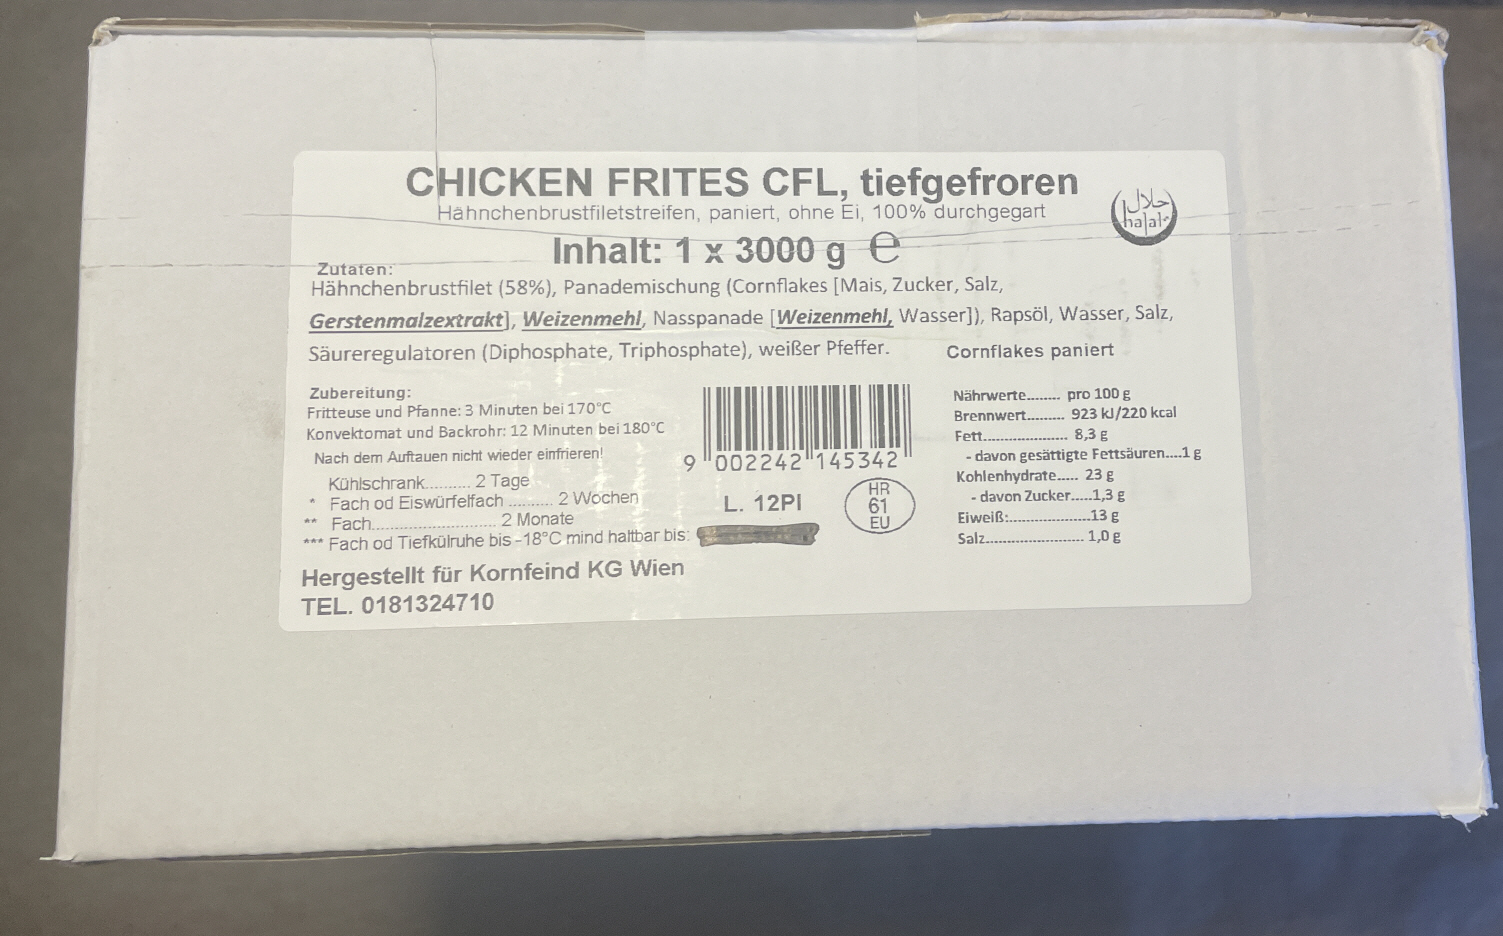 CHICKEN FRITES CFL, tiefgefroren
Hähnchenbrustfiletstreifen, paniert, ohne Ei, 100% durchgegart
حلال
halal
Inhalt: 1 x 3000 g ℮
Zutaten:
Hähnchenbrustfilet (58%), Panademischung (Cornflakes [Mais, Zucker, Salz,
Gerstenmalzextrakt], Weizenmehl, Nasspanade [Weizenmehl, Wasser]), Rapsöl, Wasser, Salz,
Säureregulatoren (Diphosphate, Triphosphate), weißer Pfeffer.
Cornflakes paniert
Zubereitung:
Fritteuse und Pfanne: 3 Minuten bei 170°C
Konvektomat und Backrohr: 12 Minuten bei 180°C
Nach dem Auftauen nicht wieder einfrieren!
Kühlschrank.......... 2 Tage
* Fach od Eiswürfelfach .......... 2 Wochen
** Fach............................ 2 Monate
*** Fach od Tiefkülruhe bis -18°C mind haltbar bis:
9 002242 145342
L. 12PI
HR
61
EU
Nährwerte........ pro 100 g
Brennwert......... 923 kJ/220 kcal
Fett..................... 8,3 g
- davon gesättigte Fettsäuren....1 g
Kohlenhydrate..... 23 g
- davon Zucker.....1,3 g
Eiweiß:....................13 g
Salz........................ 1,0 g
Hergestellt für Kornfeind KG Wien
TEL. 0181324710